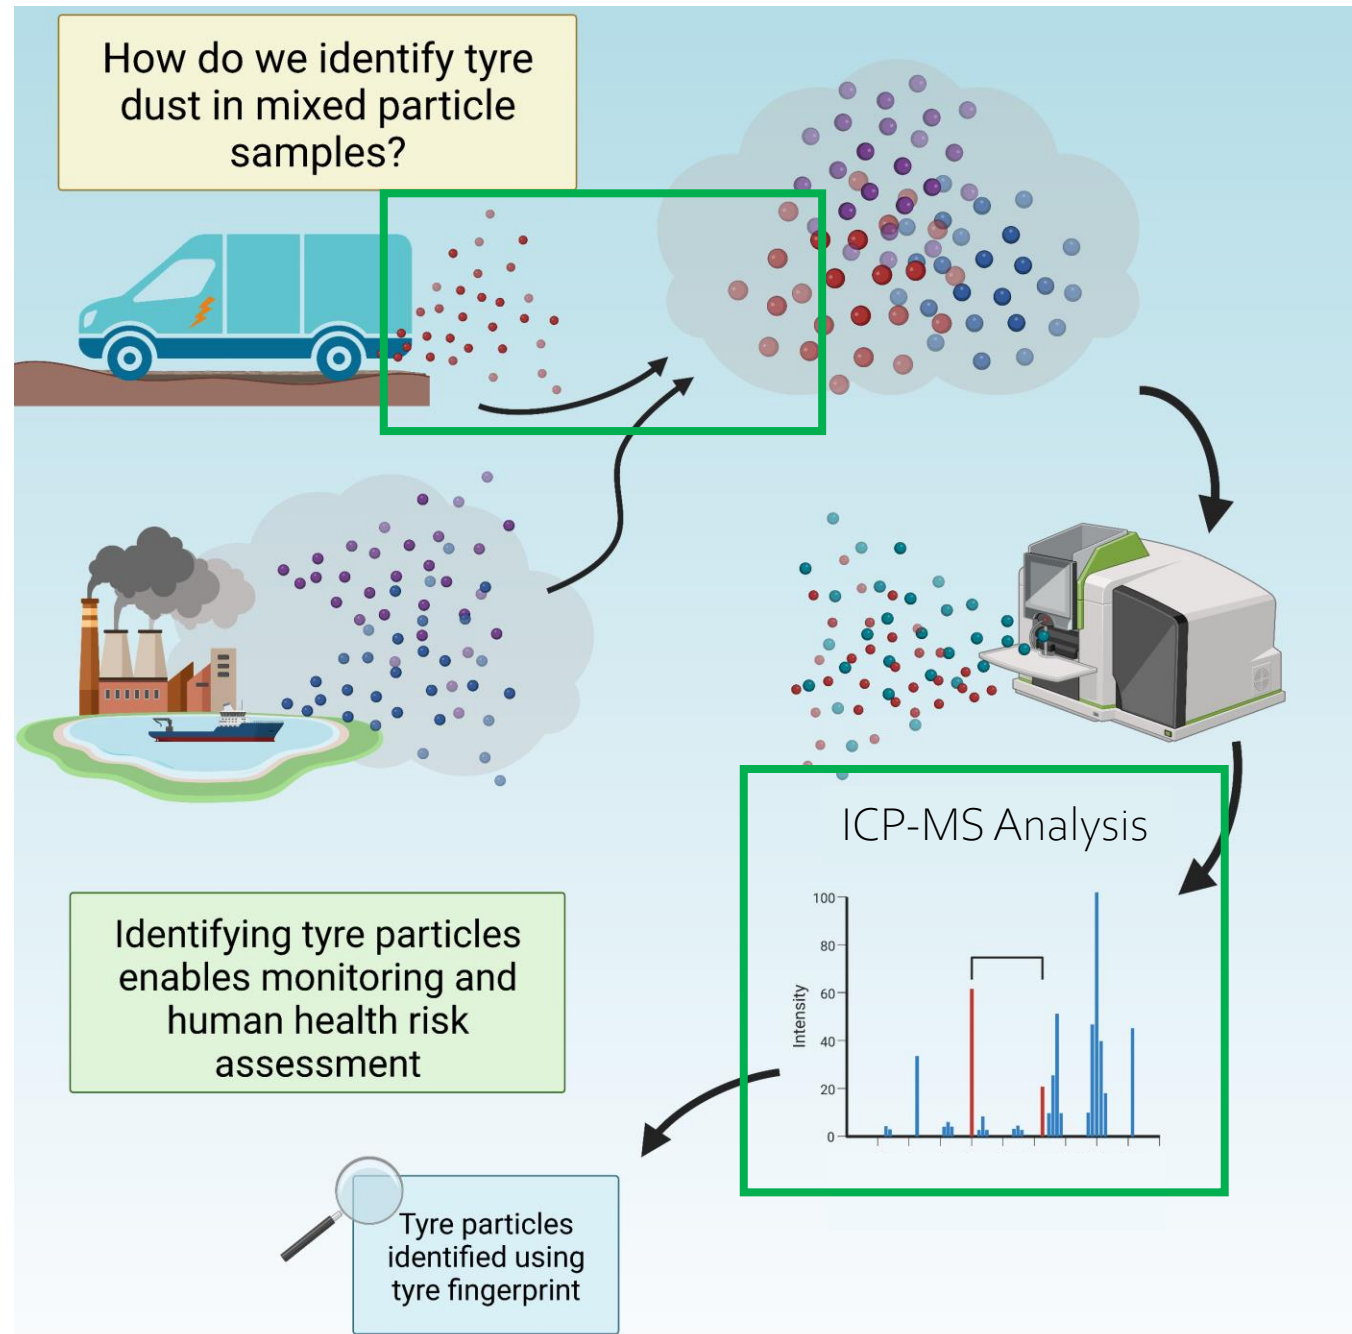 How do we identify tyre
dust in mixed particle
samples?
ICP-MS Analysis
100
80
60
40
20
0
Intensity
Identifying tyre particles
enables monitoring and
human health risk
assessment
Tyre particles
identified using
tyre fingerprint